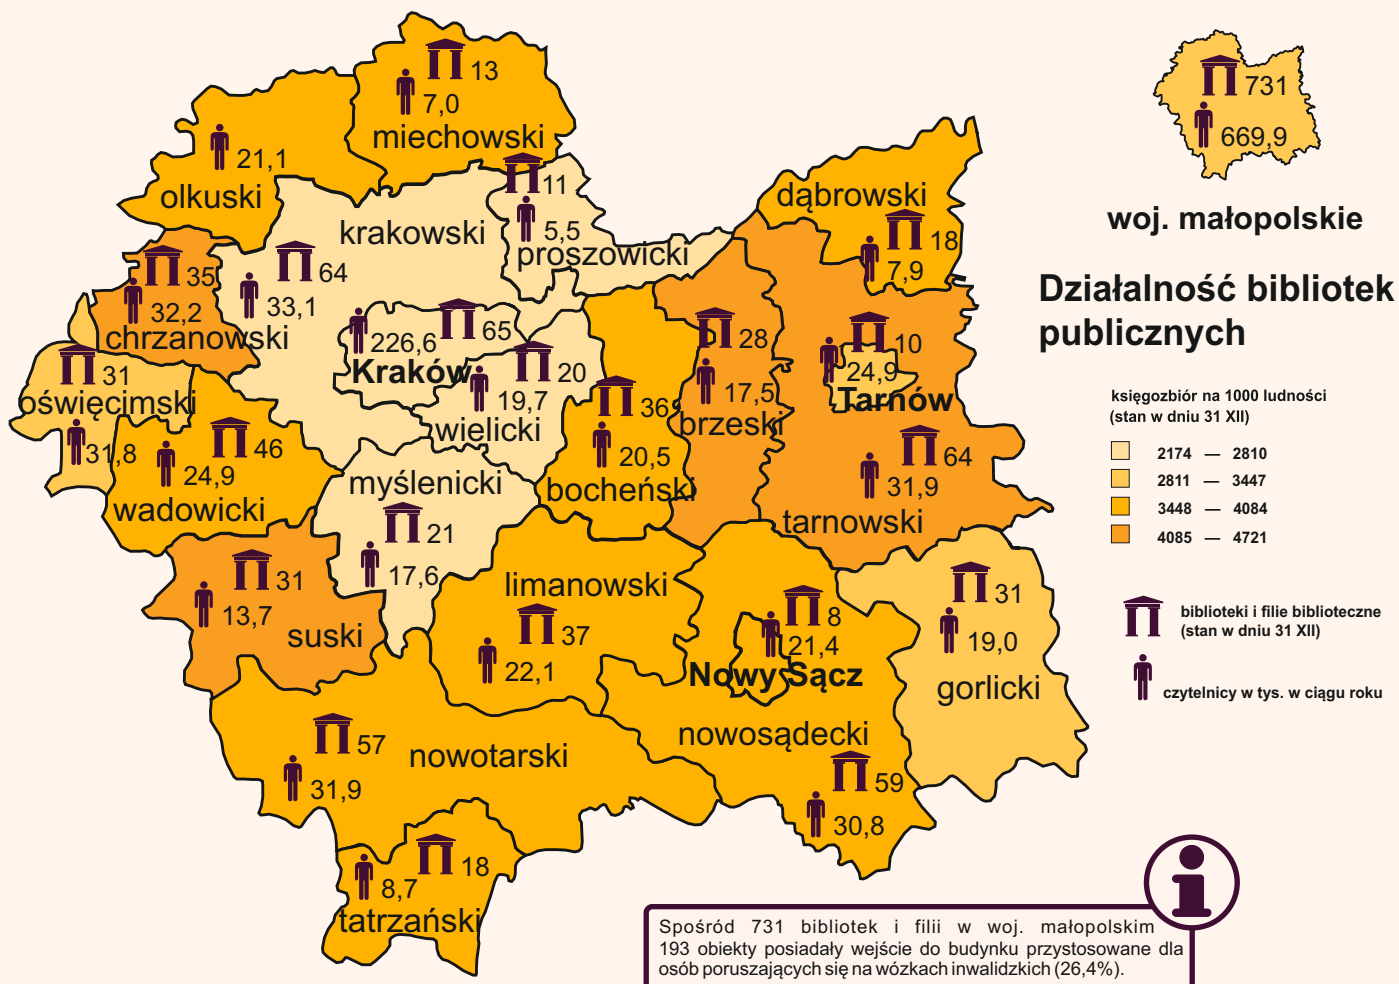 13
7,0
miechowski
21,1
olkuski
11
5,5
proszowicki
krakowski
64
33,1
35
32,2
chrzanowski
dąbrowski
18
7,9
65
226,6
Kraków
20
19,7
wielicki
31
oświęcimski
31,8
46
24,9
wadowicki
36
20,5
bocheński
28
17,5
brzeski
10
24,9
Tarnów
64
31,9
tarnowski
myślenicki
21
17,6
31
13,7
suski
limanowski
37
22,1
8
21,4
Nowy Sącz
nowosądecki
59
30,8
31
19,0
gorlicki
57
nowotarski
31,9
18
8,7
tatrzański
731
669,9
woj. małopolskie
Działalność bibliotek
publicznych
księgozbiór na 1000 ludności
(stan w dniu 31 XII)
2174 — 2810
2811 — 3447
3448 — 4084
4085 — 4721
biblioteki i filie biblioteczne
(stan w dniu 31 XII)
czytelnicy w tys. w ciągu roku
Spośród 731 bibliotek i filii w woj. małopolskim
193 obiekty posiadały wejście do budynku przystosowane dla
osób poruszających się na wózkach inwalidzkich (26,4%).